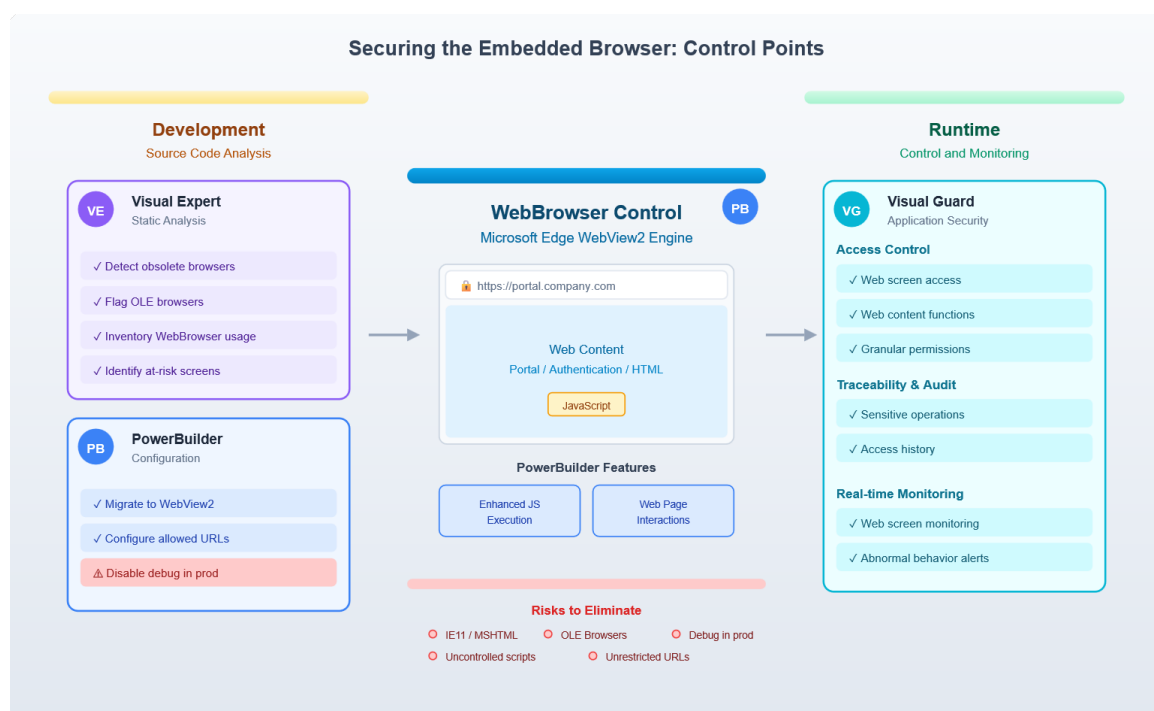 Securing the Embedded Browser: Control Points
Development
Source Code Analysis
VE
Visual Expert
Static Analysis
✓ Detect obsolete browsers
✓ Flag OLE browsers
✓ Inventory WebBrowser usage
✓ Identify at-risk screens
PB
PowerBuilder
Configuration
✓ Migrate to WebView2
✓ Configure allowed URLs
⚠ Disable debug in prod
WebBrowser Control
PB
Microsoft Edge WebView2 Engine
🔒 https://portal.company.com
Web Content
Portal / Authentication / HTML
JavaScript
PowerBuilder Features
Enhanced JS
Execution
Web Page
Interactions
Risks to Eliminate
IE11 / MSHTML
OLE Browsers
Debug in prod
Uncontrolled scripts
Unrestricted URLs
Runtime
Control and Monitoring
VG
Visual Guard
Application Security
Access Control
✓ Web screen access
✓ Web content functions
✓ Granular permissions
Traceability & Audit
✓ Sensitive operations
✓ Access history
Real-time Monitoring
✓ Web screen monitoring
✓ Abnormal behavior alerts